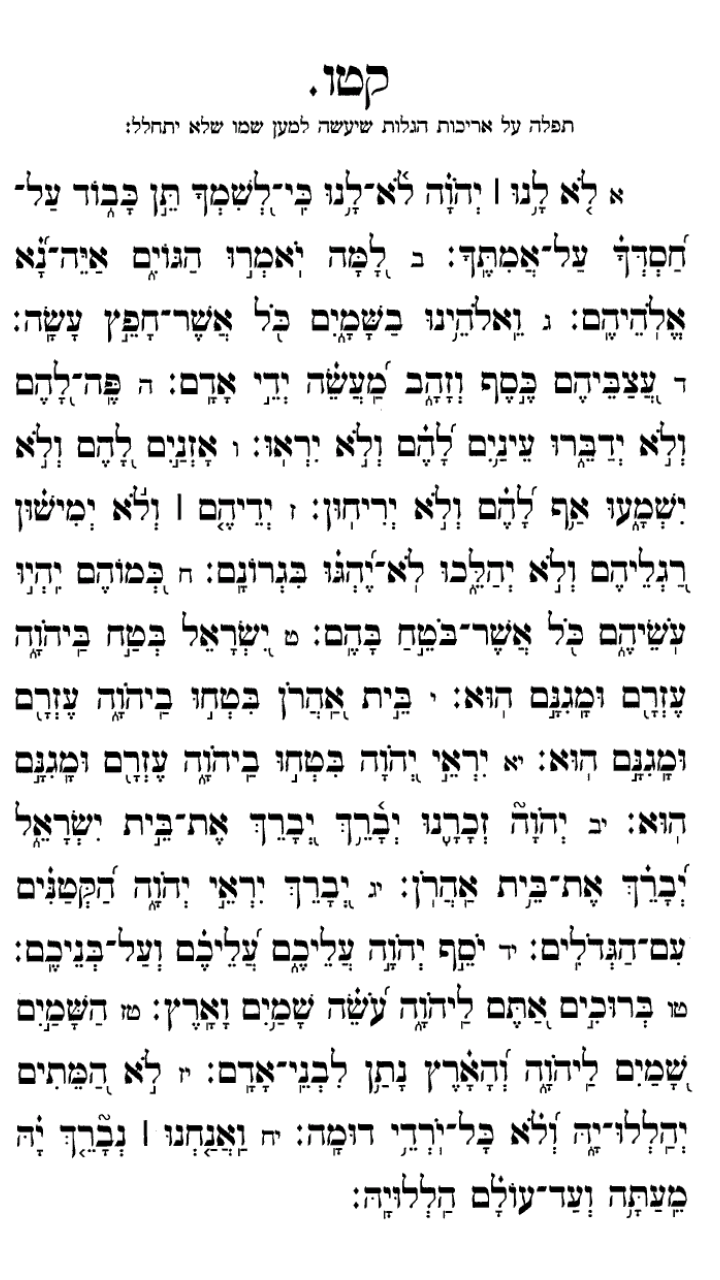 קטו.
תפלה על אריכות הגלות שיעשה למען שמו שלא יתחלל:
א לֹ֤א לָ֥נוּ ׀ יְהֹוָ֗ה לֹ֫א־לָ֥נוּ כִּֽי־לְ֭שִׁמְךָ תֵּ֣ן כָּב֑וֹד עַל־
חַ֝סְדְּךָ֗ עַל־אֲמִתֶּֽךָ׃ ב לָ֭מָּה יֹאמְר֣וּ הַגּוֹיִ֑ם אַיֵּה־נָ֝֗א
אֱלֹהֵיהֶֽם׃ ג וֵֽאלֹהֵ֥ינוּ בַשָּׁמָ֑יִם כֹּ֖ל אֲשֶׁר־חָפֵ֣ץ עָשָֽׂה׃
ד עֲ‍ֽ֭צַבֵּיהֶם כֶּ֣סֶף וְזָהָ֑ב מַ֝עֲשֵׂ֗ה יְדֵ֣י אָדָֽם׃ ה פֶּֽה־לָ֭הֶם
וְלֹ֣א יְדַבֵּ֑רוּ עֵינַ֥יִם לָ֝הֶ֗ם וְלֹ֣א יִרְאֽוּ׃ ו אָזְנַ֣יִם לָ֭הֶם וְלֹ֣א
יִשְׁמָ֑עוּ אַ֥ף לָ֝הֶ֗ם וְלֹ֣א יְרִיחֽוּן׃ ז יְדֵיהֶ֤ם ׀ וְלֹ֬א יְמִישׁ֗וּן
רַ֭גְלֵיהֶם וְלֹ֣א יְהַלֵּ֑כוּ לֹֽא־יֶ֝הְגּ֗וּ בִּגְרוֹנָֽם׃ ח כְּ֭מוֹהֶם יִהְי֣וּ
עֹשֵׂיהֶ֑ם כֹּ֖ל אֲשֶׁר־בֹּטֵ֣חַ בָּהֶֽם׃ ט יִ֭שְׂרָאֵל בְּטַ֣ח בַּֽיהֹוָ֑ה
עֶזְרָ֖ם וּמָֽגִנָּ֣ם הֽוּא׃ י בֵּ֣ית אַ֭הֲרֹן בִּטְח֣וּ בַֽיהֹוָ֑ה עֶזְרָ֖ם
וּמָֽגִנָּ֣ם הֽוּא׃ יא יִרְאֵ֣י יְ֭הֹוָה בִּטְח֣וּ בַֽיהֹוָ֑ה עֶזְרָ֖ם וּמָֽגִנָּ֣ם
הֽוּא׃ יב יְהֹוָה֮ זְכָרָ֢נוּ יְבָ֫רֵ֥ךְ יְ֭בָרֵךְ אֶת־בֵּ֣ית יִשְׂרָאֵ֑ל
יְ֝בָרֵ֗ךְ אֶת־בֵּ֥ית אַהֲרֹֽן׃ יג יְ֭בָרֵךְ יִרְאֵ֣י יְהֹוָ֑ה הַ֝קְּטַנִּ֗ים
עִם־הַגְּדֹלִֽים׃ יד יֹסֵ֣ף יְהֹוָ֣ה עֲלֵיכֶ֑ם עֲ֝לֵיכֶ֗ם וְעַל־בְּנֵיכֶֽם׃
טו בְּרוּכִ֣ים אַ֭תֶּם לַֽיהֹוָ֑ה עֹ֝שֵׂ֗ה שָׁמַ֥יִם וָאָֽרֶץ׃ טז הַשָּׁמַ֣יִם
שָׁ֭מַיִם לַֽיהֹוָ֑ה וְ֝הָאָ֗רֶץ נָתַ֥ן לִבְנֵֽי־אָדָֽם׃ יז לֹ֣א הַ֭מֵּתִים
יְהַֽלְלוּ־יָ֑הּ וְ֝לֹ֗א כׇּל־יֹרְדֵ֥י דוּמָֽה׃ יח וַֽאֲנַ֤חְנוּ ׀ נְבָ֘רֵ֤ךְ יָ֗הּ
מֵעַתָּ֥ה וְעַד־עוֹלָ֗ם הַֽלְלוּיָֽהּ׃